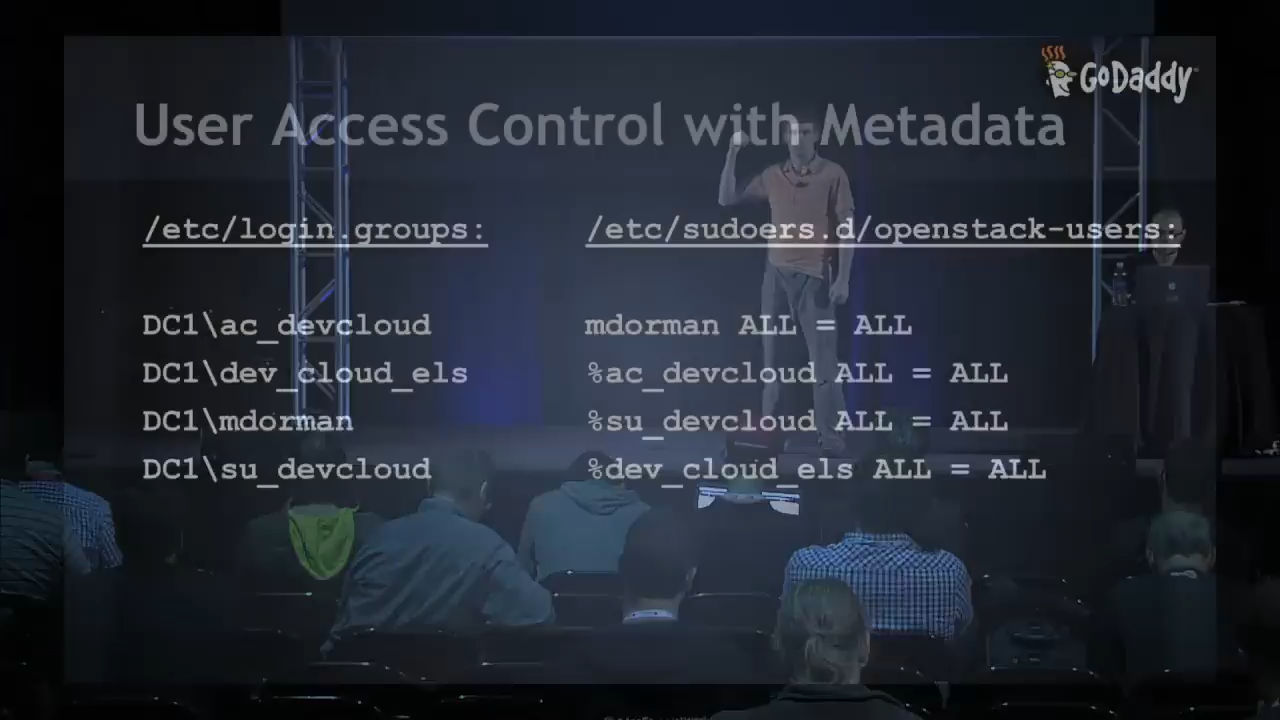 GoDaddy
User Access Control with Metadata
/etc/login.groups:
DC1\ac_devcloud
DC1\dev_cloud_els
DC1\mdorman
DC1\su_devcloud
/etc/sudoers.d/openstack-users:
mdorman ALL = ALL
%ac_devcloud ALL = ALL
%su_devcloud ALL = ALL
%dev_cloud_els ALL = ALL